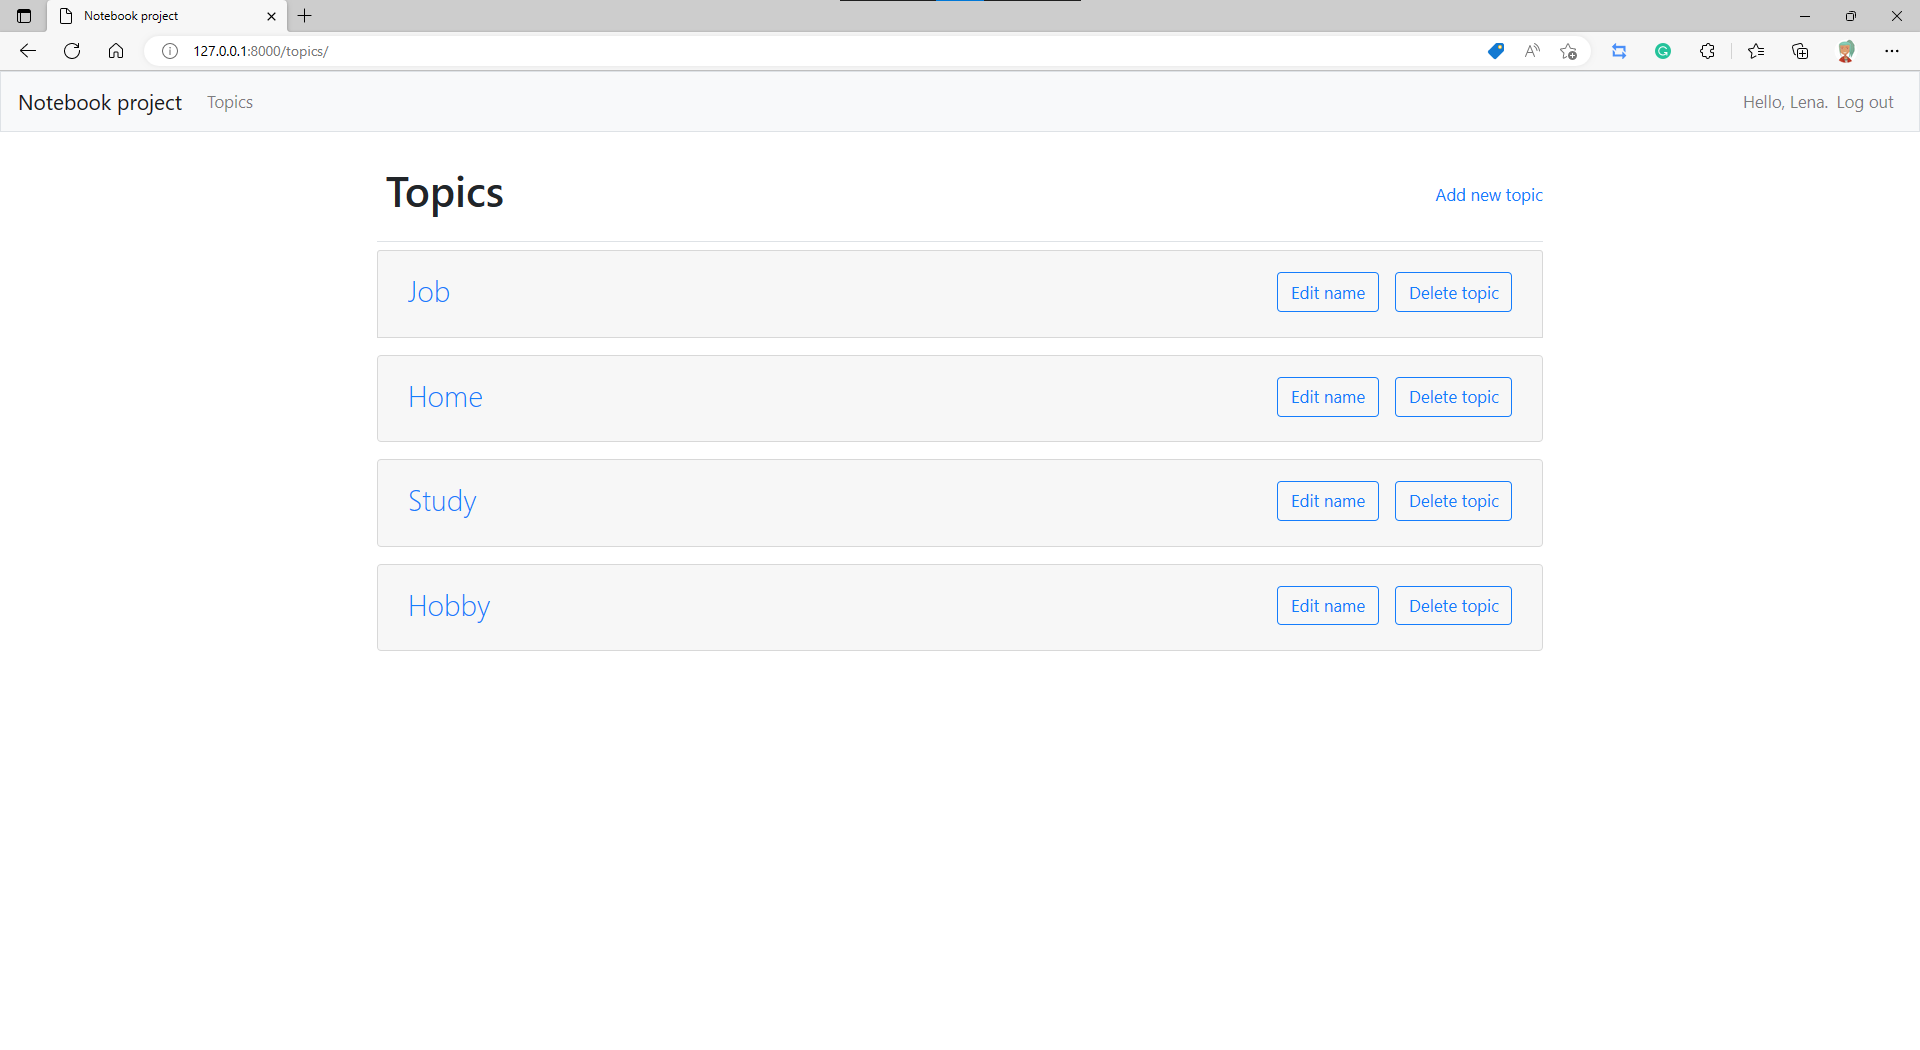 Notebook project
127.0.0.1:8000/topics/
Notebook project Topics Hello, Lena. Log out
Topics Add new topic
Job Edit name Delete topic
Home Edit name Delete topic
Study Edit name Delete topic
Hobby Edit name Delete topic